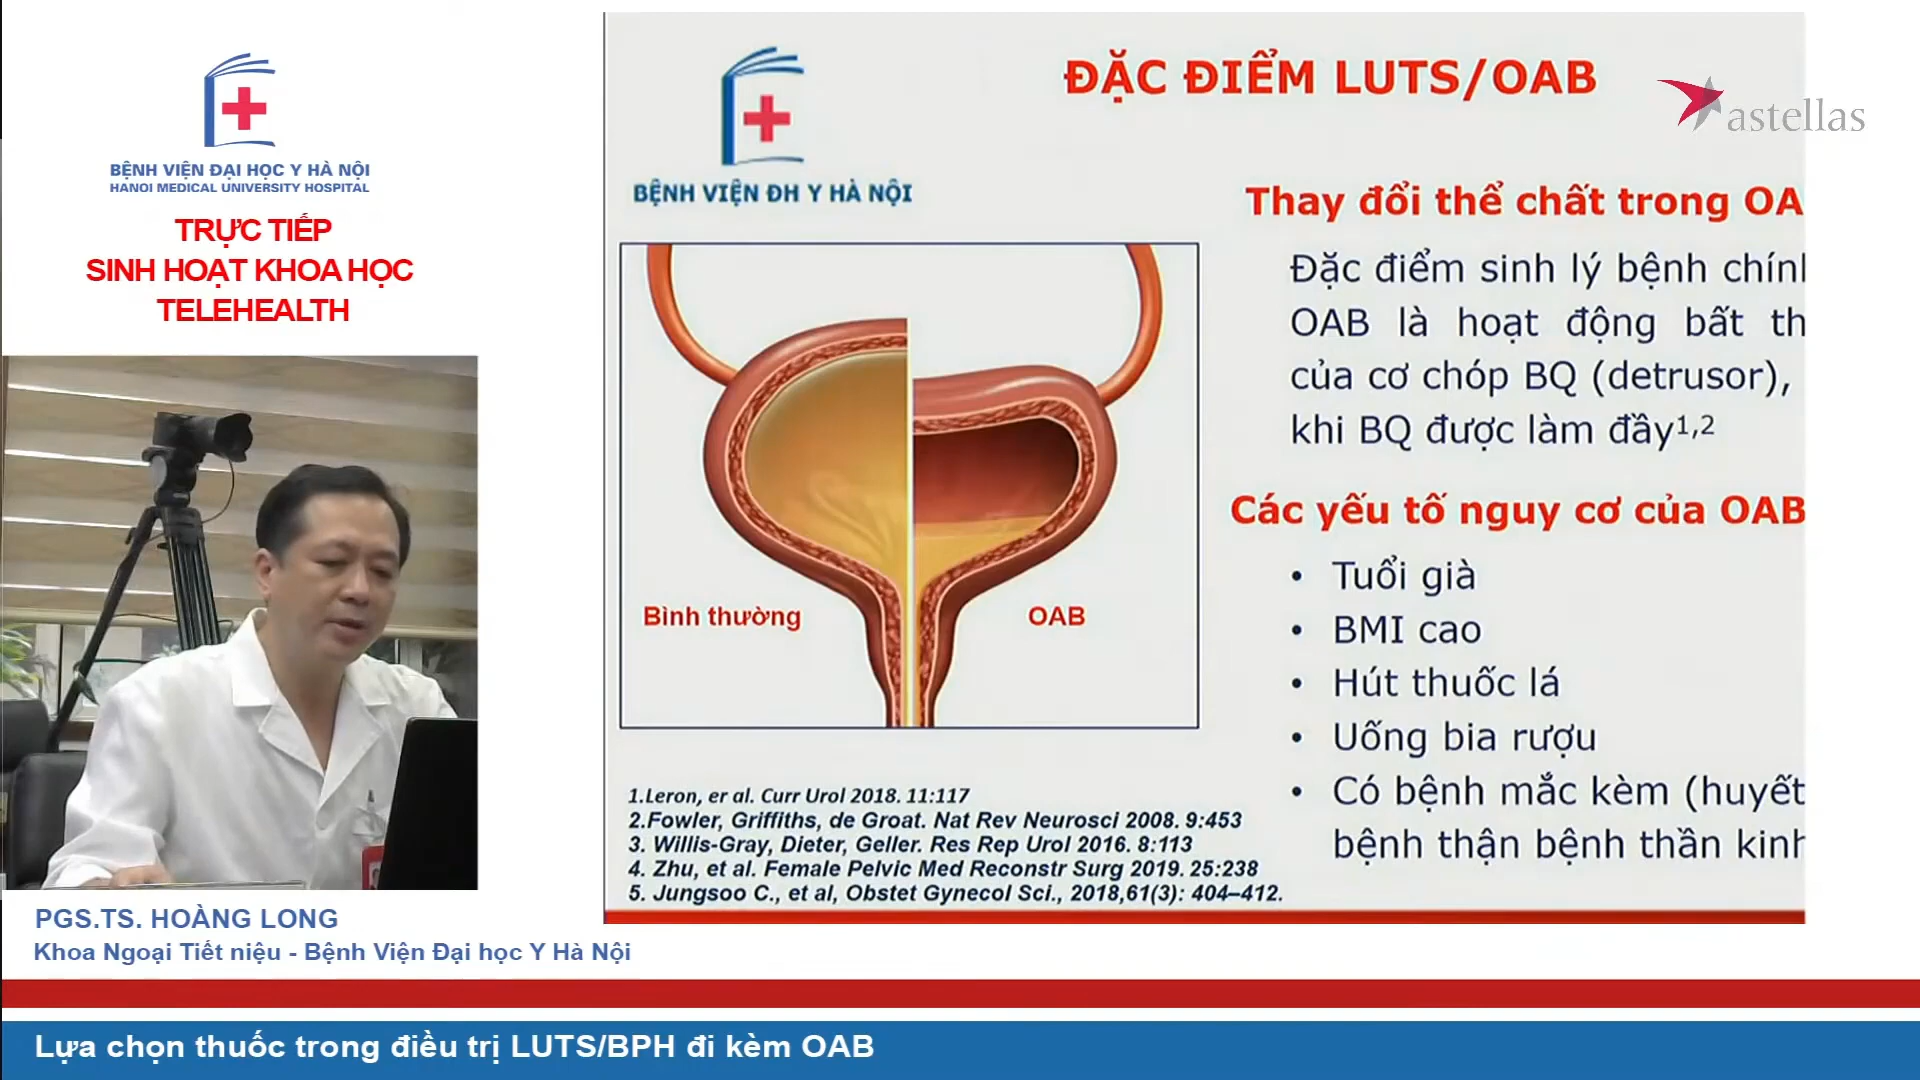 BỆNH VIỆN ĐẠI HỌC Y HÀ NỘI
HANOI MEDICAL UNIVERSITY HOSPITAL
TRỰC TIẾP
SINH HOẠT KHOA HỌC
TELEHEALTH
BỆNH VIỆN ĐH Y HÀ NỘI
ĐẶC ĐIỂM LUTS/OAB
astellas
Bình thường
OAB
Thay đổi thể chất trong OA
Đặc điểm sinh lý bệnh chính
OAB là hoạt động bất th
của cơ chóp BQ (detrusor),
khi BQ được làm đầy1,2
Các yếu tố nguy cơ của OAB
• Tuổi già
• BMI cao
• Hút thuốc lá
• Uống bia rượu
• Có bệnh mắc kèm (huyết
bệnh thận bệnh thần kinh
1.Leron, er al. Curr Urol 2018. 11:117
2.Fowler, Griffiths, de Groat. Nat Rev Neurosci 2008. 9:453
3. Willis-Gray, Dieter, Geller. Res Rep Urol 2016. 8:113
4. Zhu, et al. Female Pelvic Med Reconstr Surg 2019. 25:238
5. Jungsoo C., et al, Obstet Gynecol Sci., 2018,61(3): 404–412.
PGS.TS. HOÀNG LONG
Khoa Ngoại Tiết niệu - Bệnh Viện Đại học Y Hà Nội
Lựa chọn thuốc trong điều trị LUTS/BPH đi kèm OAB